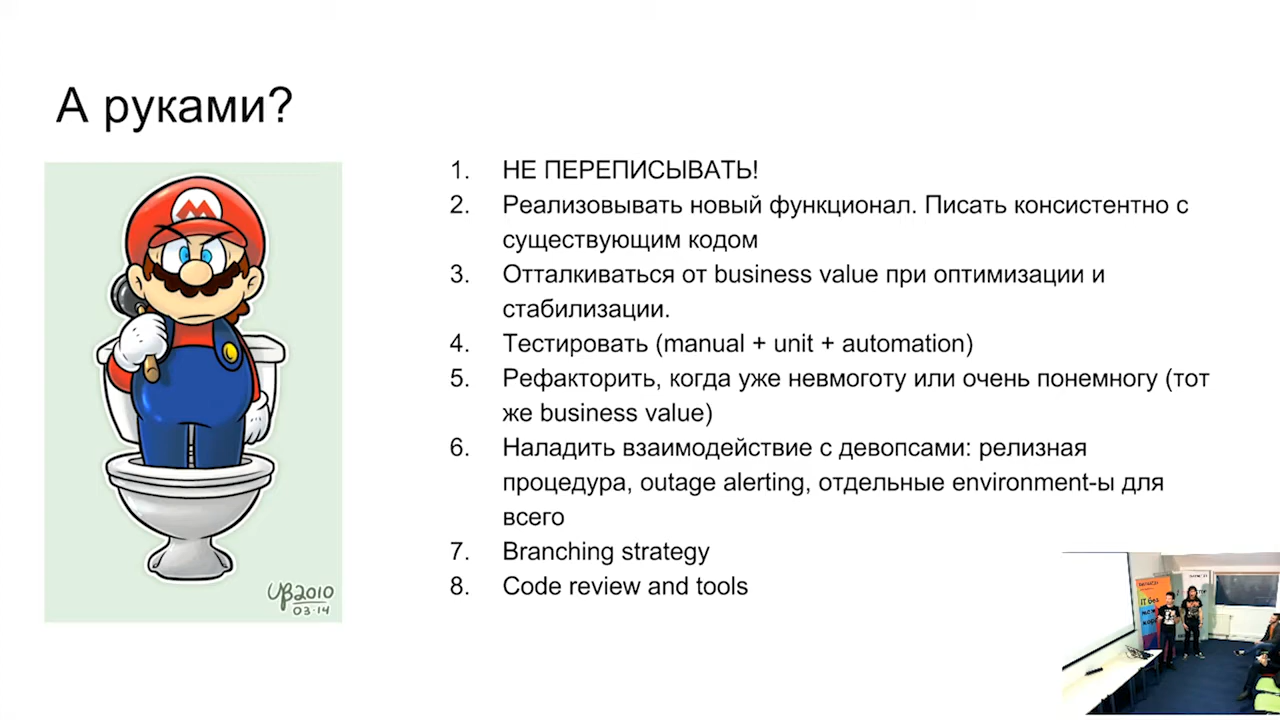 А руками?
1. НЕ ПЕРЕПИСЫВАТЬ!
2. Реализовывать новый функционал. Писать консистентно с
существующим кодом
3. Отталкиваться от business value при оптимизации и
стабилизации.
4. Тестировать (manual + unit + automation)
5. Рефакторить, когда уже невмоготу или очень понемногу (тот
же business value)
6. Наладить взаимодействие с девопсами: релизная
процедура, outage alerting, отдельные environment-ы для
всего
7. Branching strategy
8. Code review and tools
M
2010
03·14
IT без